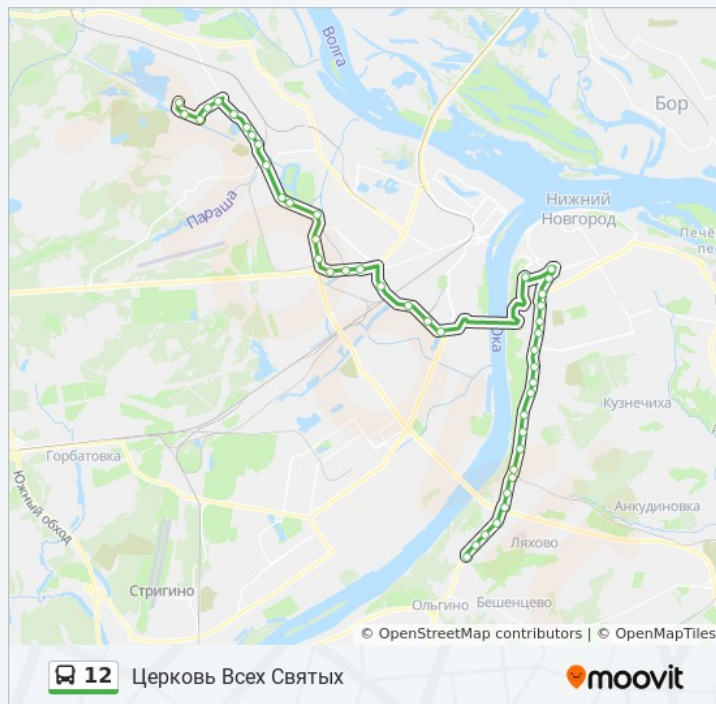 Волга
Бор
Параша
Нижний
Новгород
Ока
Кузнечиха
Горбатовка
Южный обход
Анкудиновка
Ляхово
Стригино
Ольгино
Бешенцево
© OpenStreetMap contributors | © OpenMapTiles
12 Церковь Всех Святых
moovit